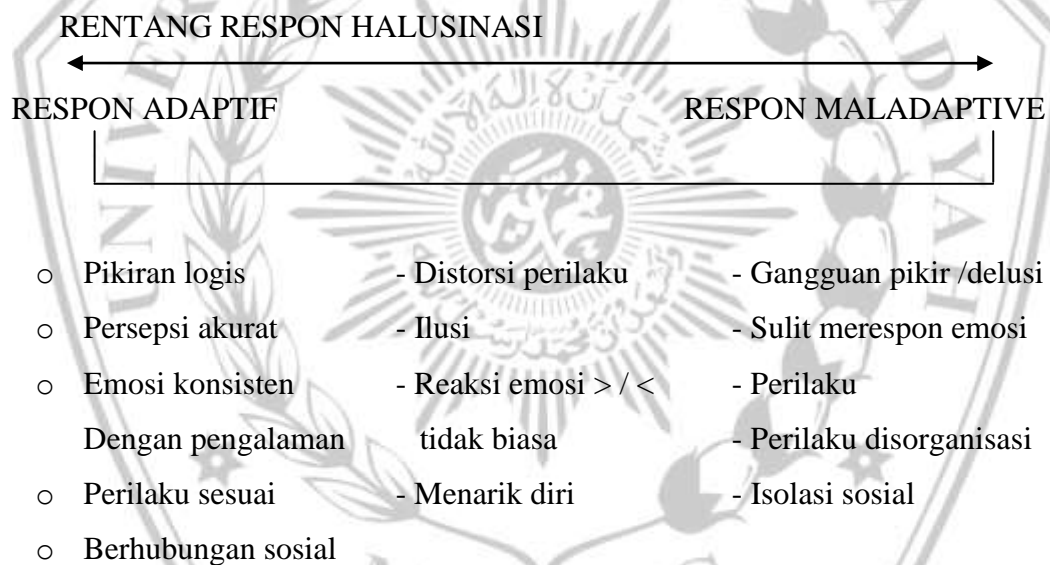 RENTANG RESPON HALUSINASI
RESPON ADAPTIF RESPON MALADAPTIVE
o Pikiran logis - Distorsi perilaku - Gangguan pikir /delusi
o Persepsi akurat - Ilusi - Sulit merespon emosi
o Emosi konsisten - Reaksi emosi > / < - Perilaku
Dengan pengalaman tidak biasa - Perilaku disorganisasi
o Perilaku sesuai - Menarik diri - Isolasi sosial
o Berhubungan sosial